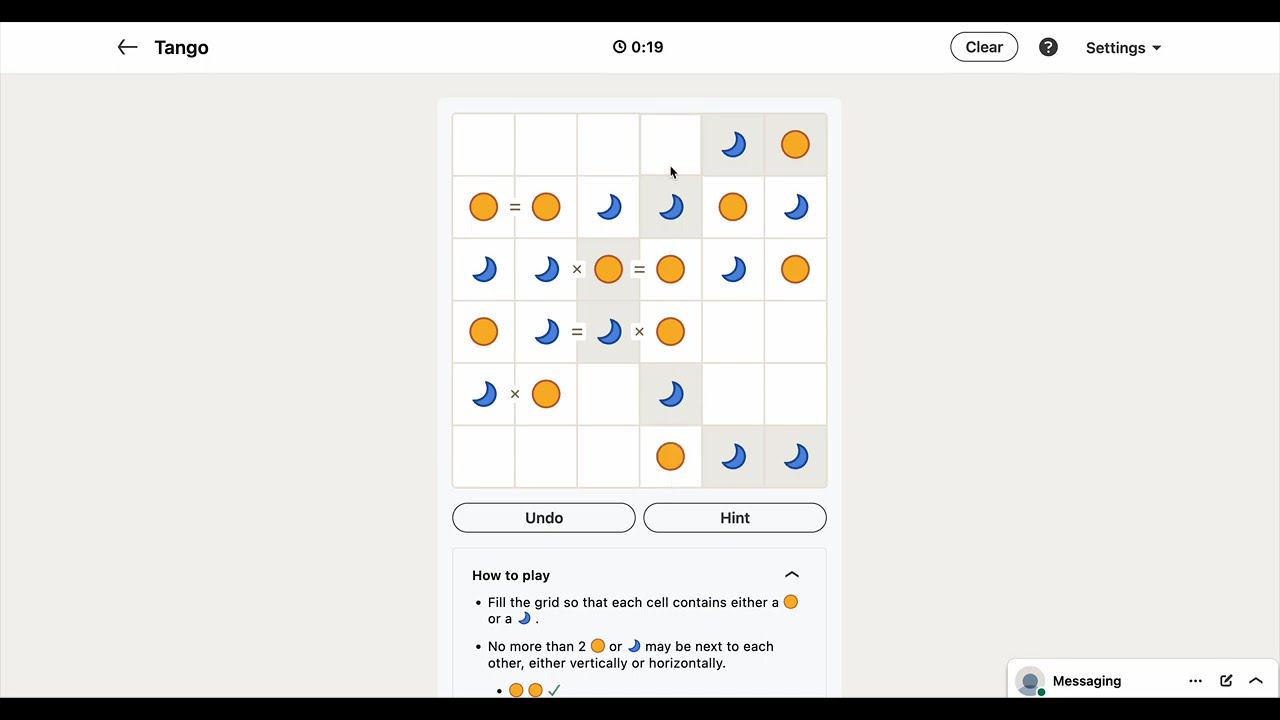 Tango
0:19
Clear
?
Settings
=
× =
= ×
×
Undo
Hint
How to play
• Fill the grid so that each cell contains either a
or a .
• No more than 2 or may be next to each
other, either vertically or horizontally.
• ✓
Messaging